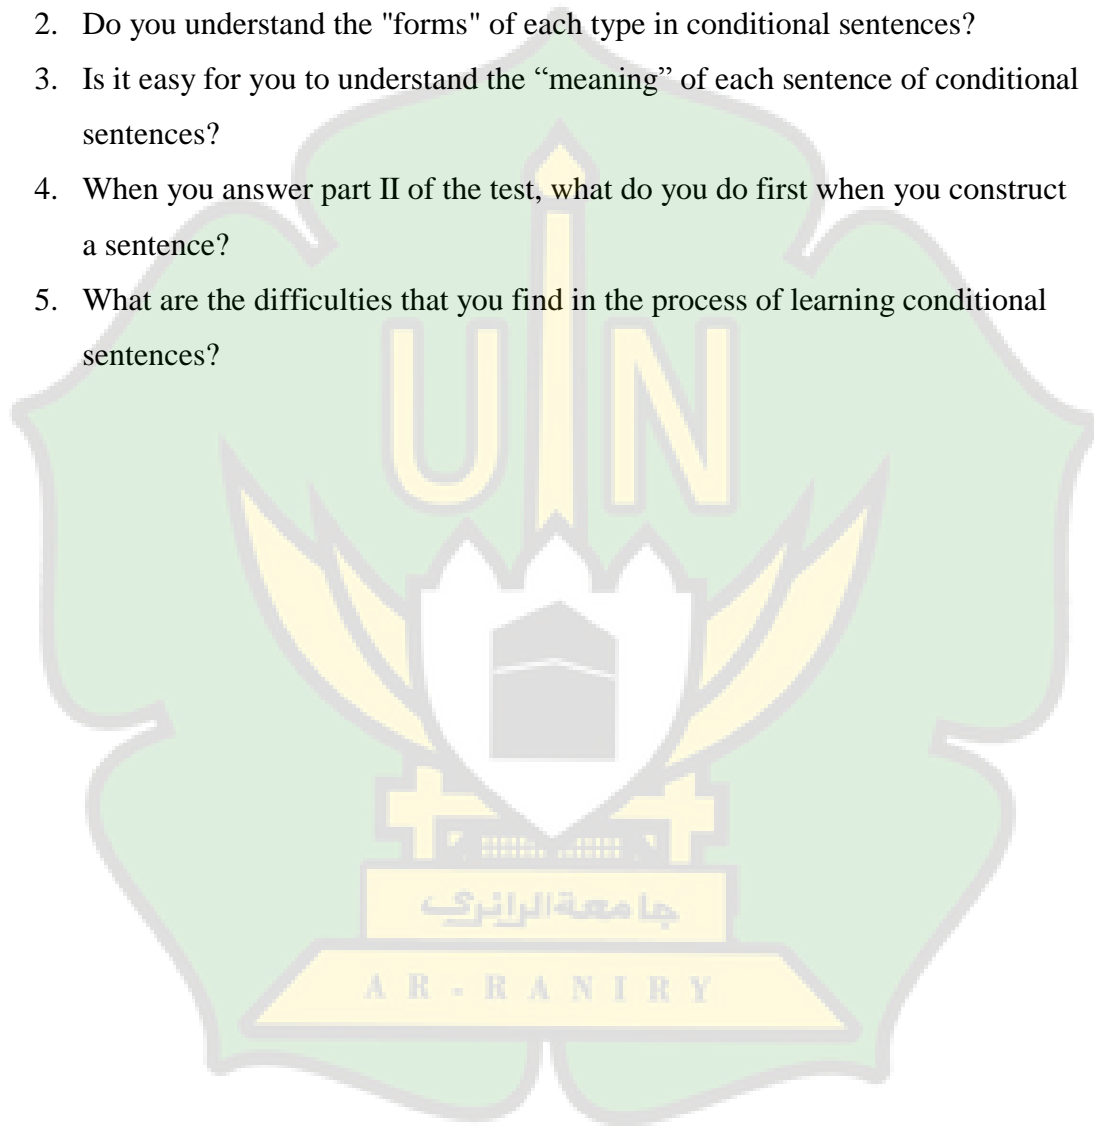 2. Do you understand the "forms" of each type in conditional sentences?
3. Is it easy for you to understand the “meaning” of each sentence of conditional
sentences?
4. When you answer part II of the test, what do you do first when you construct
a sentence?
5. What are the difficulties that you find in the process of learning conditional
sentences?
UIN
جامعة الرانري
AR-RANIRY